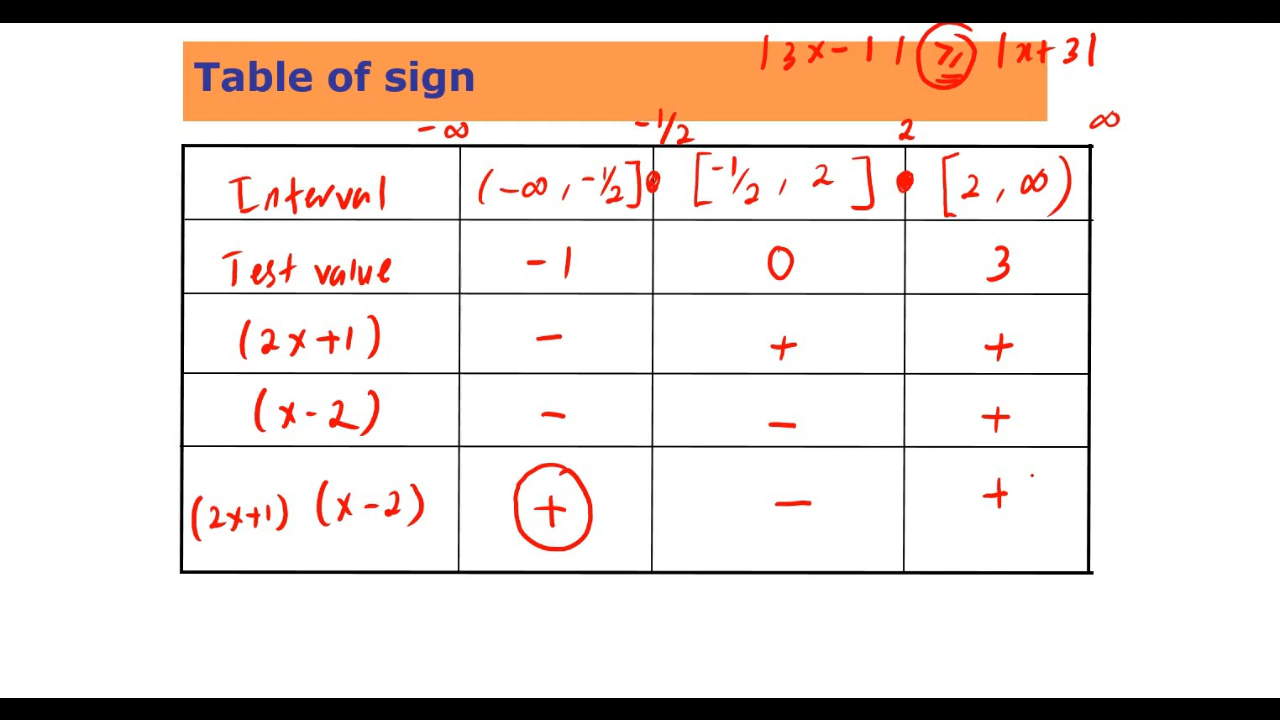 |3x-1| ≥ |x+3|
Table of sign
-∞ -1/2 2 ∞
Interval (-∞, -1/2] [-1/2, 2] [2, ∞)
Test value -1 0 3
(2x+1) - + +
(x-2) - - +
(2x+1) (x-2) + - +